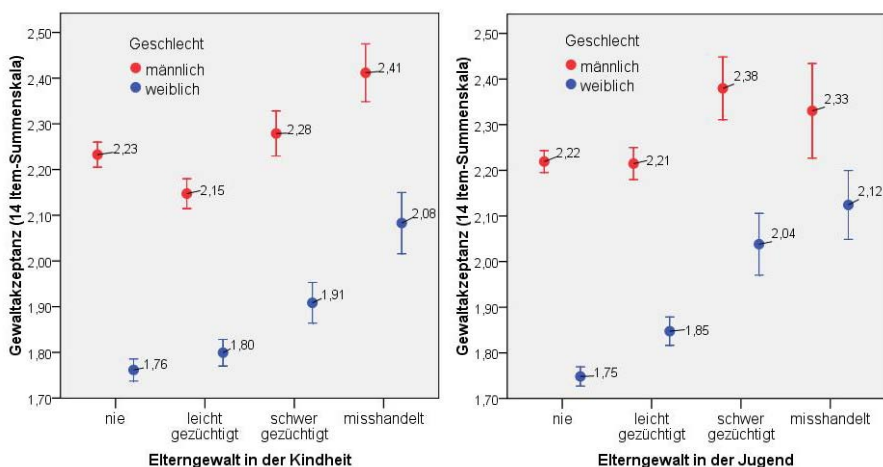 Gewaltakzeptanz (14 Item-Summenskala)
2,50
2,40
2,30
2,20
2,10
2,00
1,90
1,80
1,70
Geschlecht
männlich
weiblich
2,23
2,15
2,28
2,41
1,76
1,80
1,91
2,08
nie
leicht
gezüchtigt
schwer
gezüchtigt
misshandelt
Elterngewalt in der Kindheit
Gewaltakzeptanz (14 Item-Summenskala)
2,50
2,40
2,30
2,20
2,10
2,00
1,90
1,80
1,70
Geschlecht
männlich
weiblich
2,22
2,21
2,38
2,33
1,75
1,85
2,04
2,12
nie
leicht
gezüchtigt
schwer
gezüchtigt
misshandelt
Elterngewalt in der Jugend